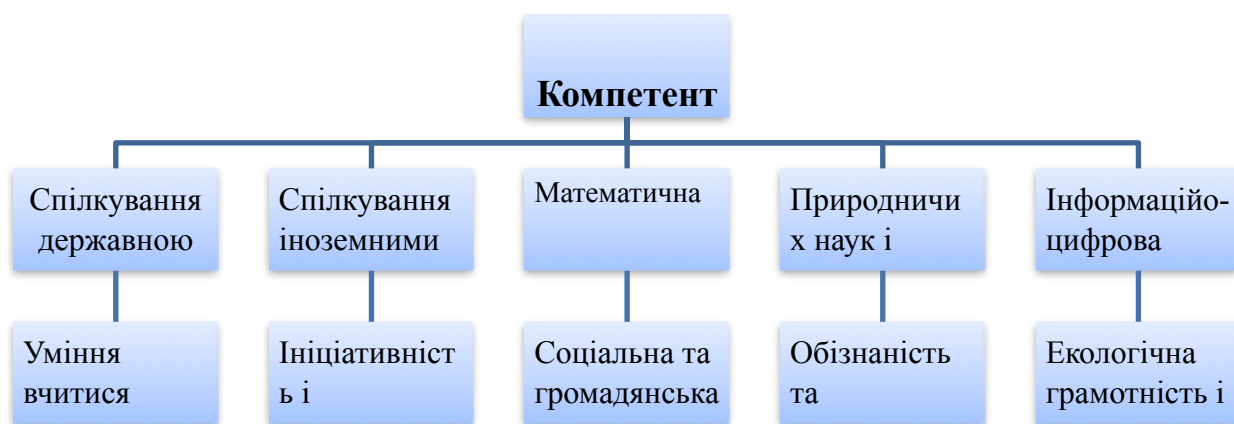 Компетент
Спілкування
державною
Спілкування
іноземними
Математична
Природничи
х наук і
Інформаційо-
цифрова
Уміння
вчитися
Ініціативніст
ь і
Соціальна та
громадянська
Обізнаність
та
Екологічна
грамотність і